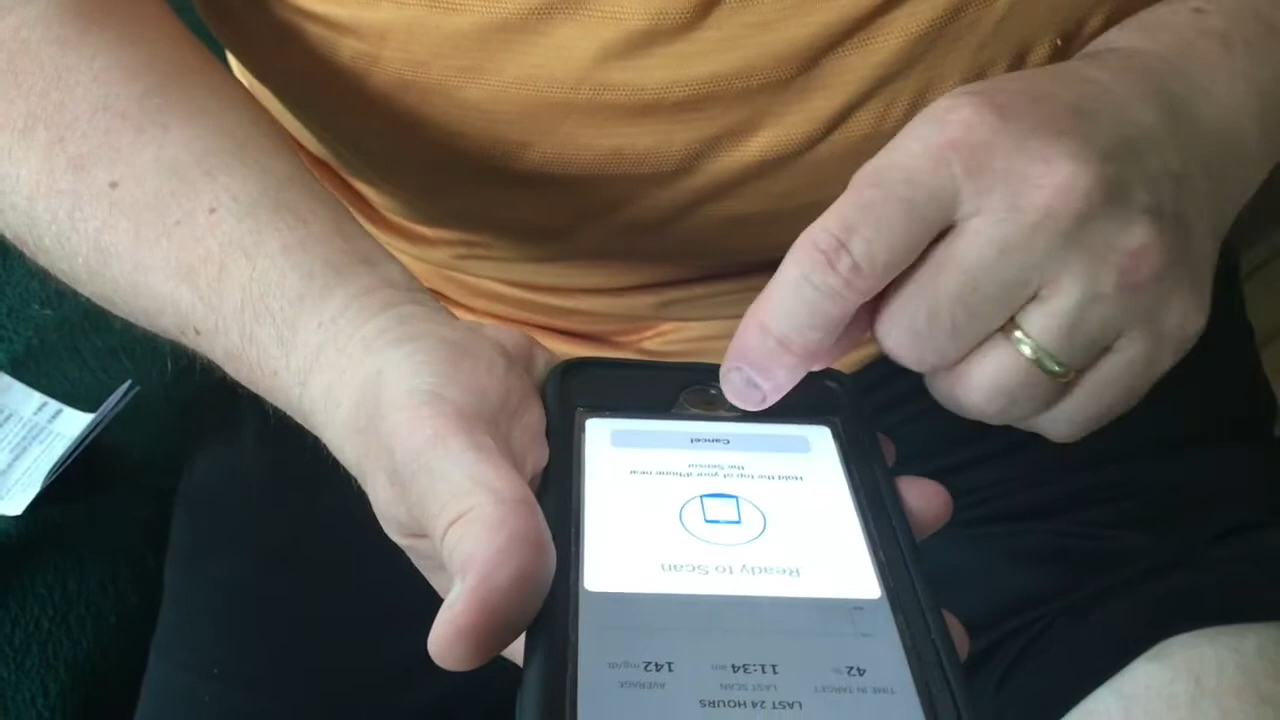 LAST 24 HOURS
TIME IN TARGET LAST SCAN AVERAGE
42 % 11:34 am 142 mg/dL
Ready to Scan
Hold the top of your iPhone near
the Sensor
Cancel